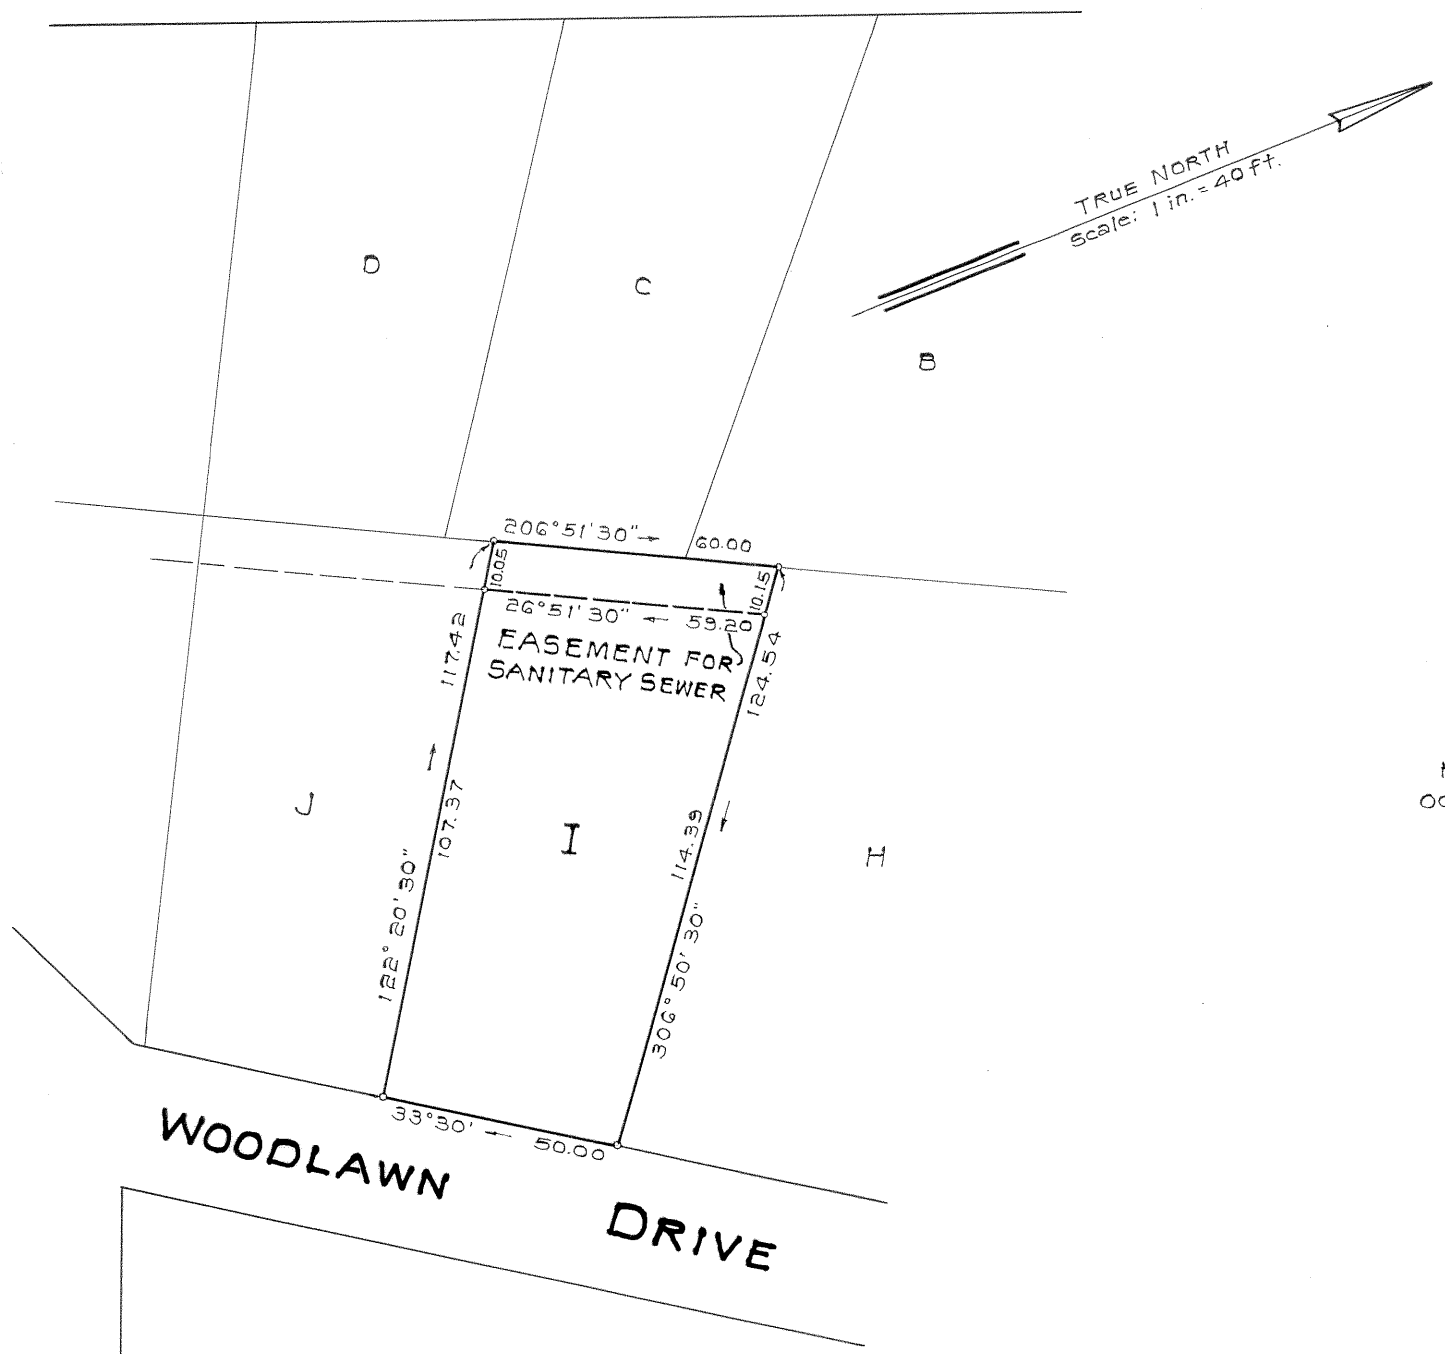 TRUE NORTH
Scale: 1 in. = 40 ft.
D
C
B
206°51'30" 60.00
10.05
10.15
26°51'30" 59.20
EASEMENT FOR
SANITARY SEWER
117.42
124.54
107.37
114.39
J
I
H
122°20'30"
306°50'30"
33°30' 50.00
WOODLAWN DRIVE